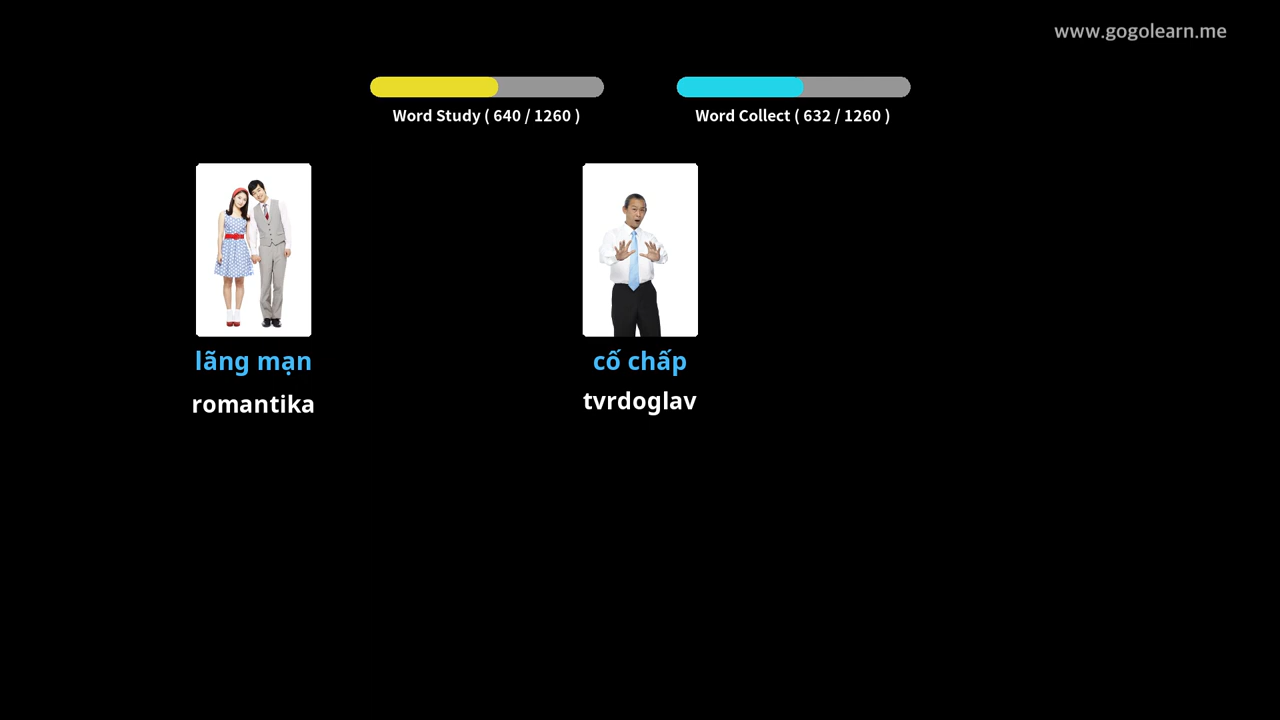 www.gogolearn.me
Word Study ( 640 / 1260 )
Word Collect ( 632 / 1260 )
lãng mạn
romantika
cố chấp
tvrdoglav